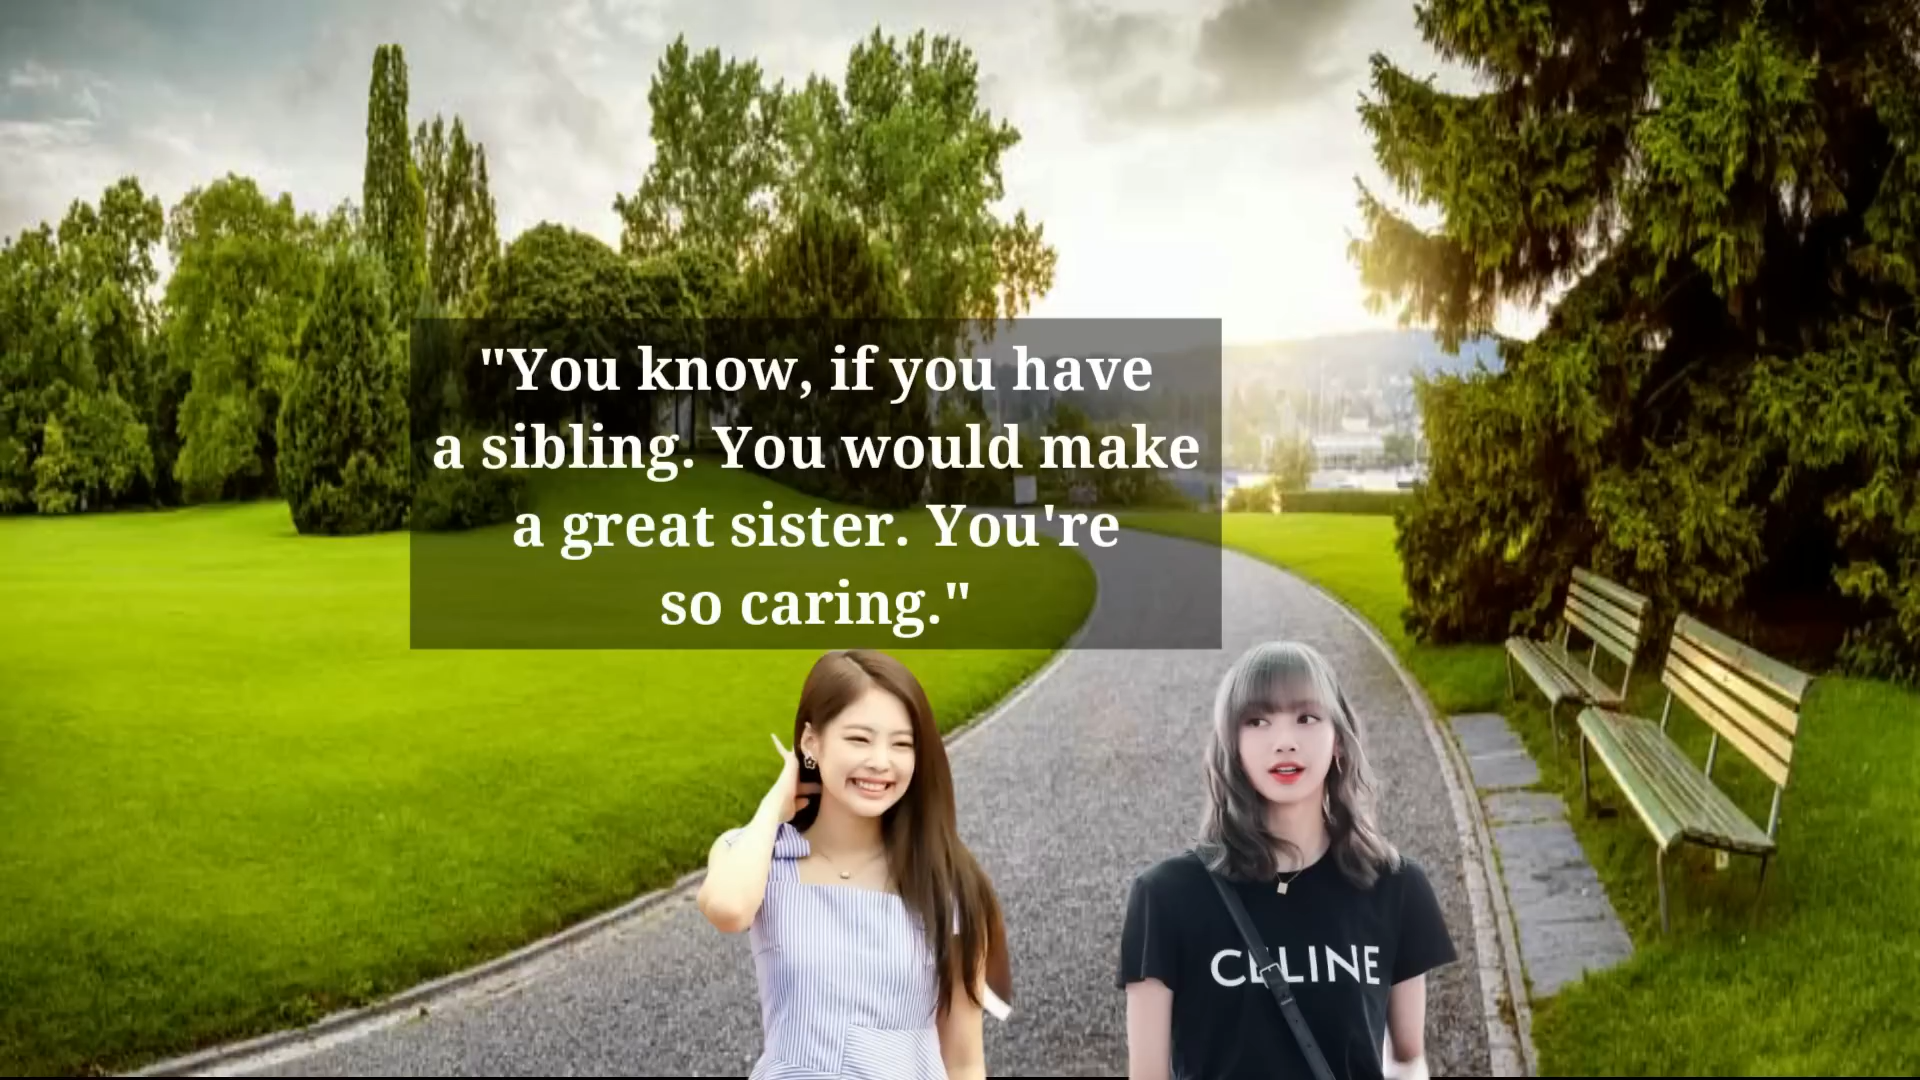 "You know, if you have
a sibling. You would make
a great sister. You're
so caring."
CELINE